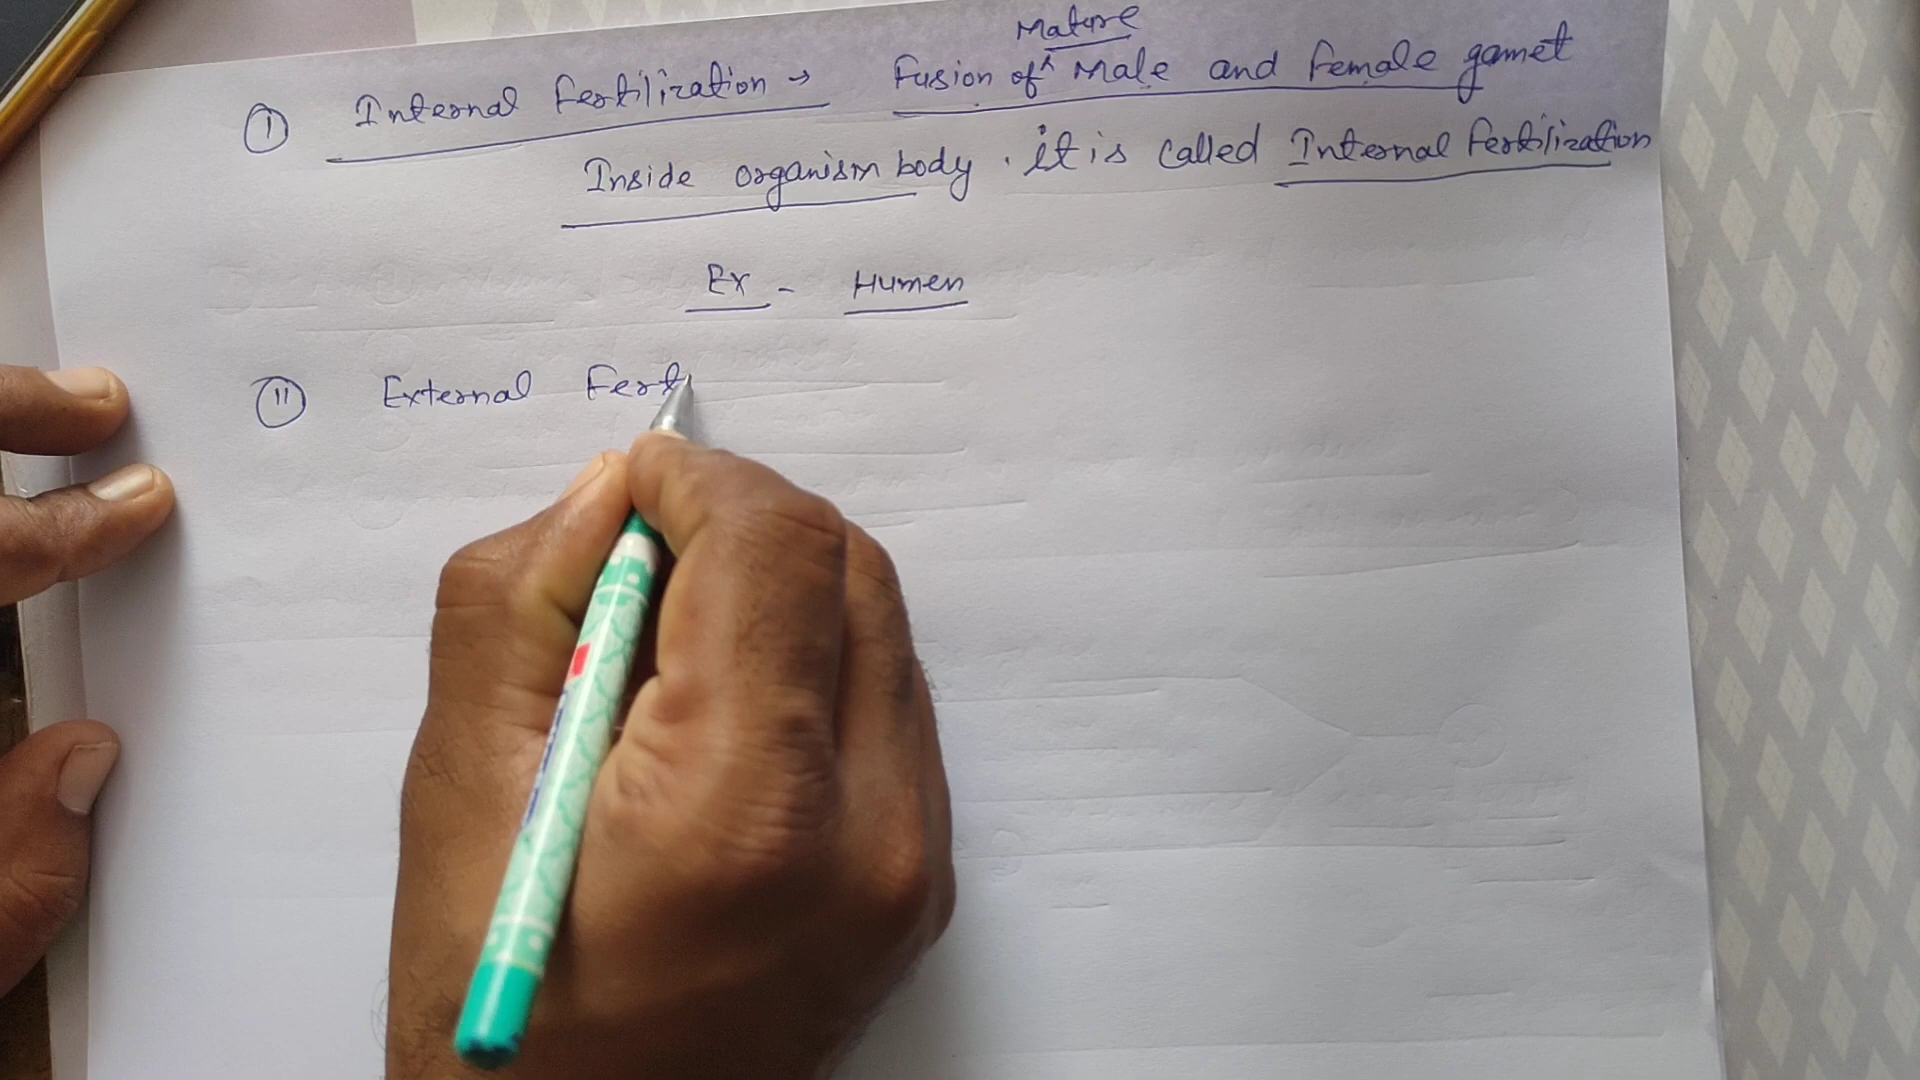 Mature
I Internal Fertilization → Fusion of ^ Male and Female gamet
Inside organism body. it is called Internal Fertilization
Ex - Humen
II External Fert